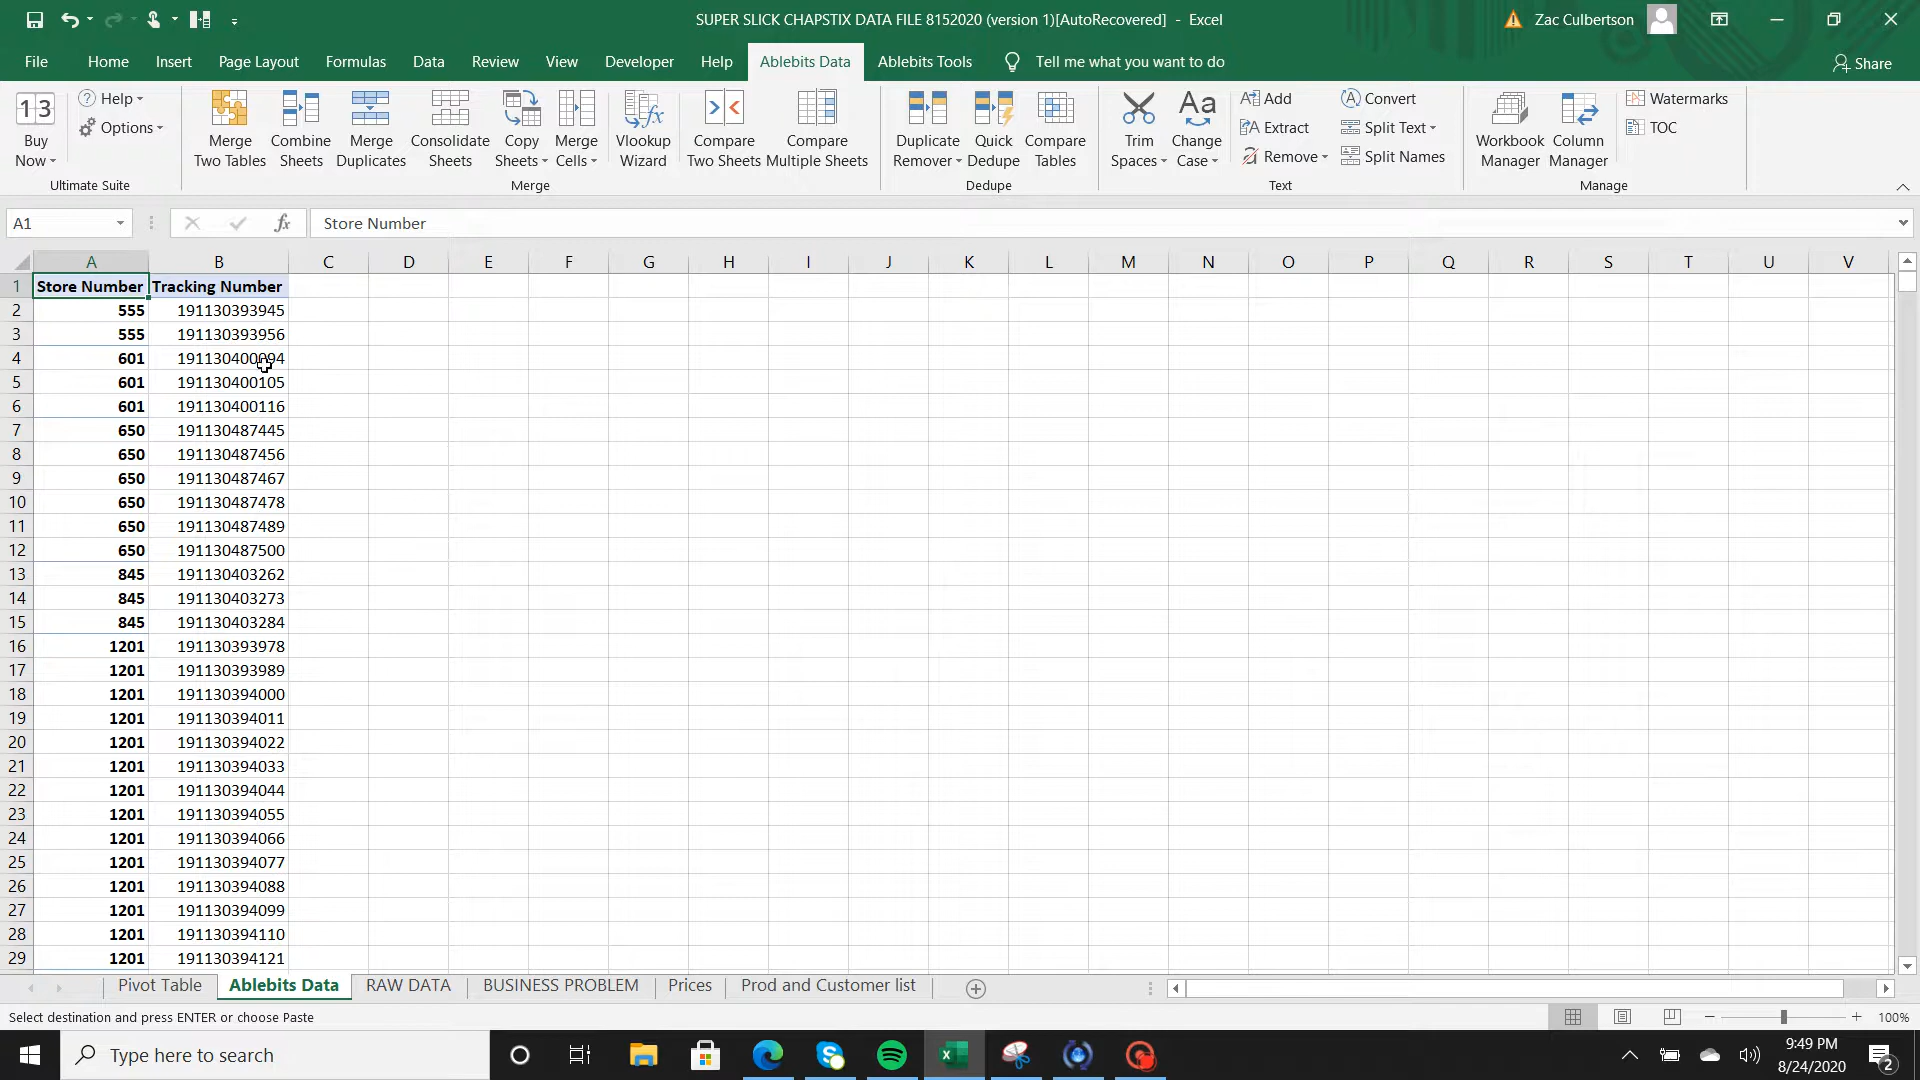 SUPER SLICK CHAPSTIX DATA FILE 8152020 (version 1)[AutoRecovered] - Excel
Zac Culbertson
File Home Insert Page Layout Formulas Data Review View Developer Help Ablebits Data Ablebits Tools Tell me what you want to do Share
Buy Now
Help
Options
Ultimate Suite
Merge Two Tables
Combine Sheets
Merge Duplicates
Consolidate Sheets
Copy Sheets
Merge Cells
Vlookup Wizard
Compare Two Sheets
Compare Multiple Sheets
Merge
Duplicate Remover
Quick Dedupe
Compare Tables
Dedupe
Trim Spaces
Change Case
Add
Extract
Remove
Convert
Split Text
Split Names
Text
Workbook Manager
Column Manager
Watermarks
TOC
Manage
A1 fx Store Number
A B C D E F G H I J K L M N O P Q R S T U V
1 Store Number Tracking Number
2 555 191130393945
3 555 191130393956
4 601 191130400094
5 601 191130400105
6 601 191130400116
7 650 191130487445
8 650 191130487456
9 650 191130487467
10 650 191130487478
11 650 191130487489
12 650 191130487500
13 845 191130403262
14 845 191130403273
15 845 191130403284
16 1201 191130393978
17 1201 191130393989
18 1201 191130394000
19 1201 191130394011
20 1201 191130394022
21 1201 191130394033
22 1201 191130394044
23 1201 191130394055
24 1201 191130394066
25 1201 191130394077
26 1201 191130394088
27 1201 191130394099
28 1201 191130394110
29 1201 191130394121
Pivot Table Ablebits Data RAW DATA BUSINESS PROBLEM Prices Prod and Customer list
Select destination and press ENTER or choose Paste
100%
Type here to search
9:49 PM
8/24/2020
2